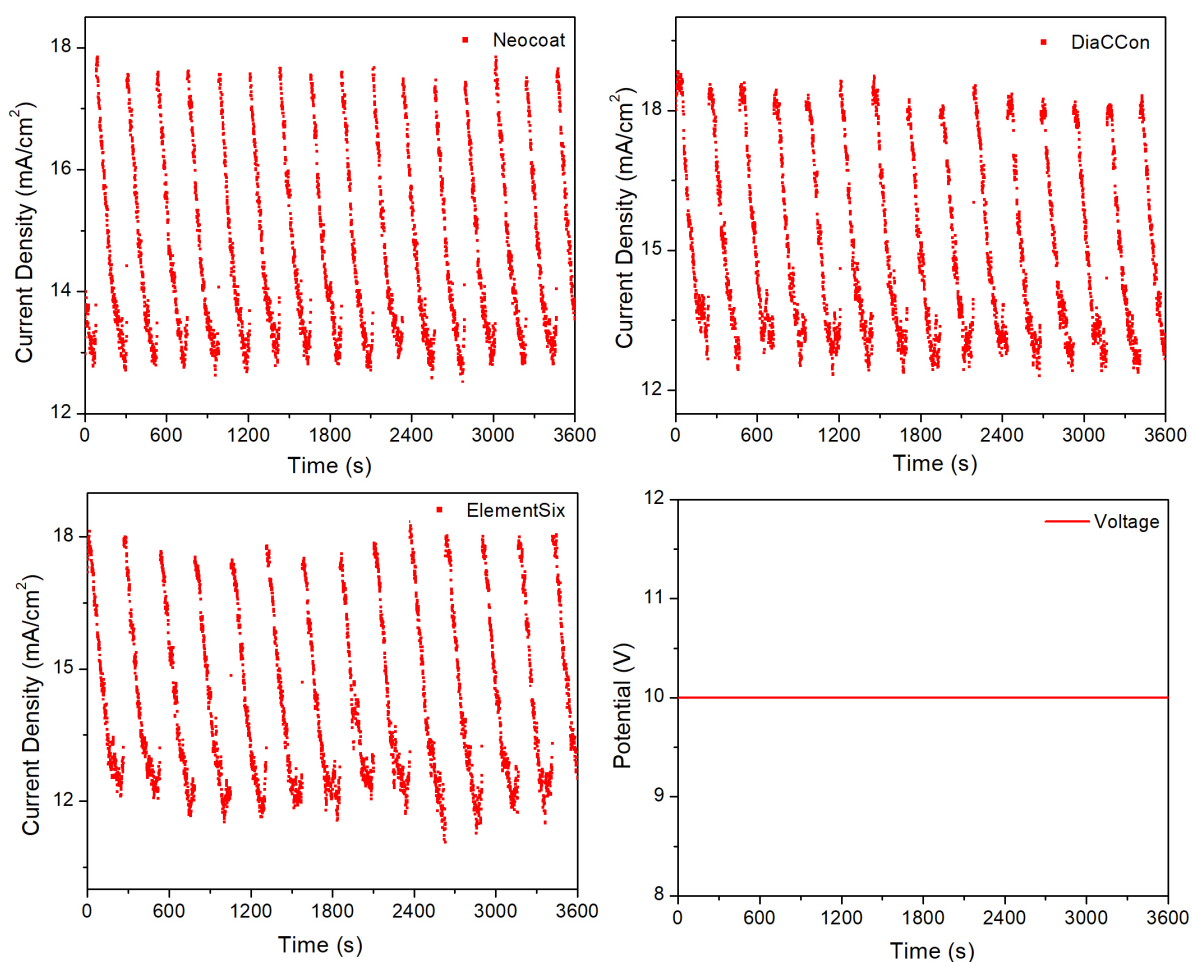 Neocoat
18
16
14
12
Current Density (mA/cm²)
0 600 1200 1800 2400 3000 3600
Time (s)
DiaCCon
18
15
12
Current Density (mA/cm²)
0 600 1200 1800 2400 3000 3600
Time (s)
ElementSix
18
15
12
Current Density (mA/cm²)
0 600 1200 1800 2400 3000 3600
Time (s)
Voltage
12
11
10
9
8
Potential (V)
0 600 1200 1800 2400 3000 3600
Time (s)